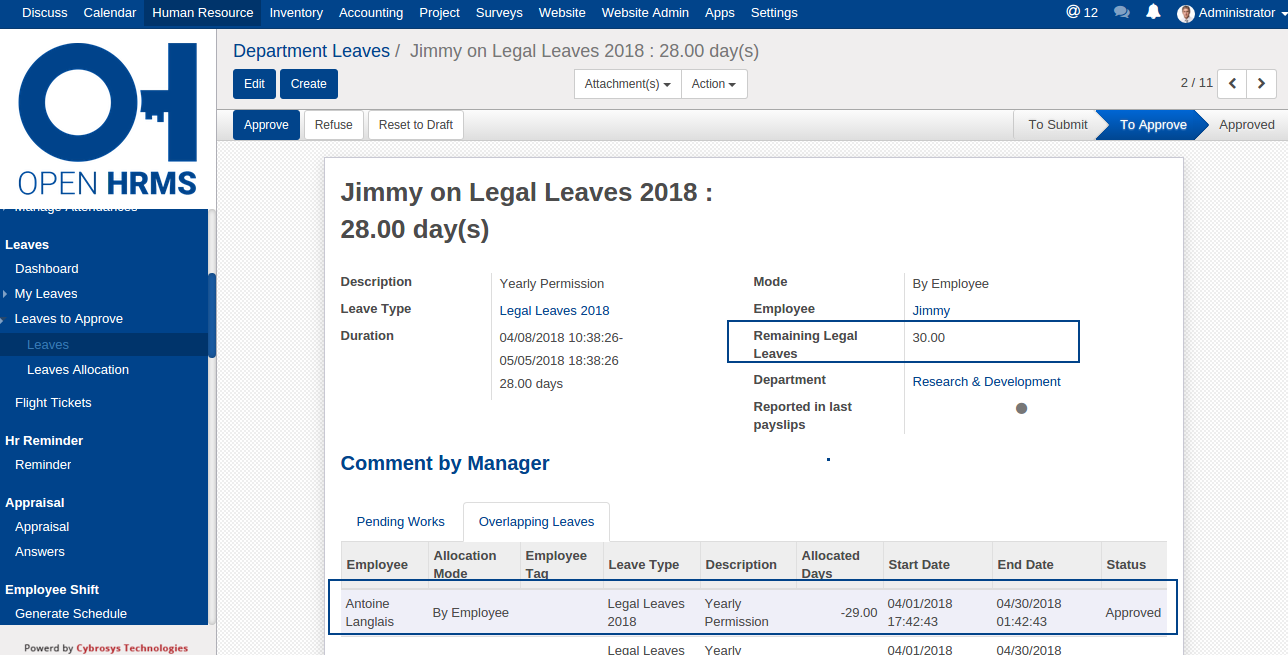 Discuss Calendar Human Resource Inventory Accounting Project Surveys Website Website Admin Apps Settings @ 12 Administrator
OPEN HRMS
Manage Attendances
Leaves
Dashboard
My Leaves
Leaves to Approve
Leaves
Leaves Allocation
Flight Tickets
Hr Reminder
Reminder
Appraisal
Appraisal
Answers
Employee Shift
Generate Schedule
Powerd by Cybrosys Technologies
Department Leaves / Jimmy on Legal Leaves 2018 : 28.00 day(s)
Edit Create Attachment(s) Action 2 / 11
Approve Refuse Reset to Draft To Submit To Approve Approved
Jimmy on Legal Leaves 2018 :
28.00 day(s)
Description Yearly Permission
Leave Type Legal Leaves 2018
Duration 04/08/2018 10:38:26-
05/05/2018 18:38:26
28.00 days
Mode By Employee
Employee Jimmy
Remaining Legal 30.00
Leaves
Department Research & Development
Reported in last
payslips
Comment by Manager
Pending Works Overlapping Leaves
Employee Allocation Mode Employee Tag Leave Type Description Allocated Days Start Date End Date Status
Antoine Langlais By Employee Legal Leaves 2018 Yearly Permission -29.00 04/01/2018 17:42:43 04/30/2018 01:42:43 Approved
Legal Leaves Yearly 04/01/2018 04/30/2018